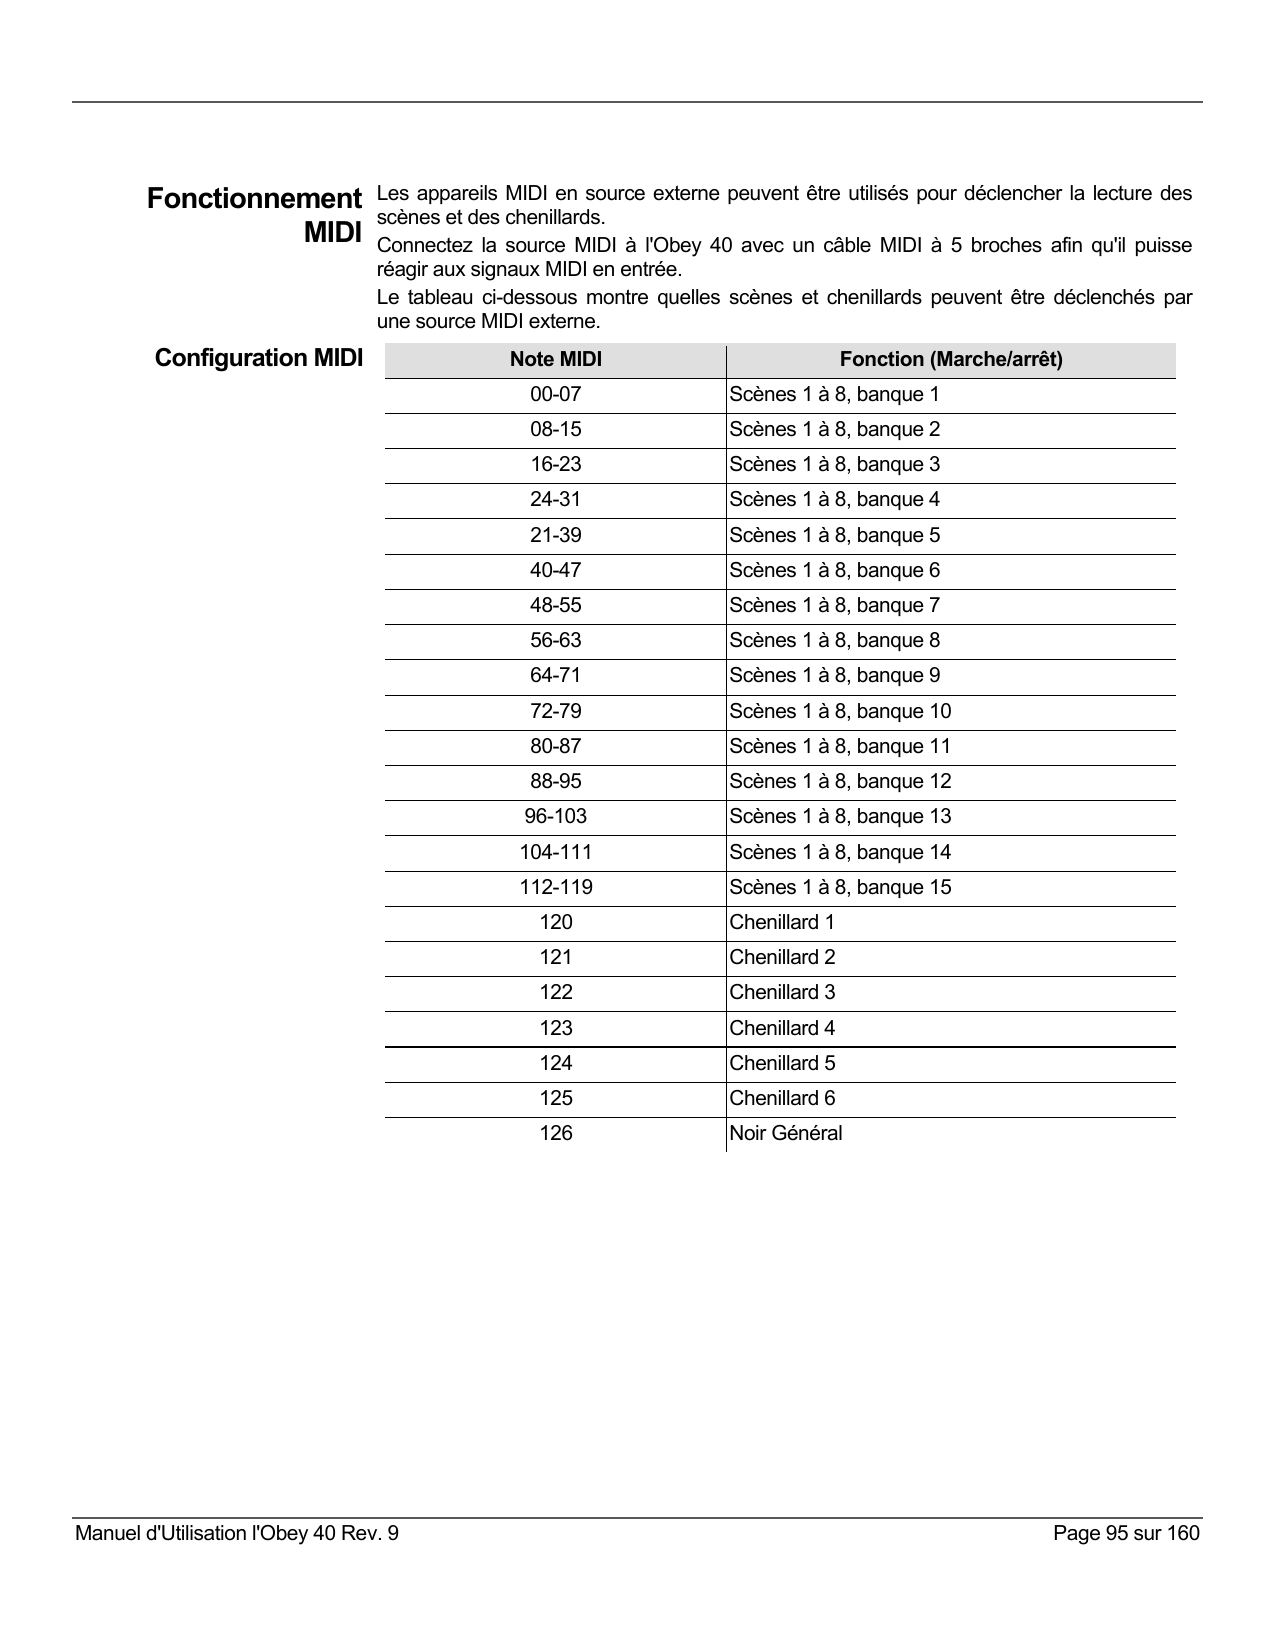 Fonctionnement
MIDI
Les appareils MIDI en source externe peuvent être utilisés pour déclencher la lecture des
scènes et des chenillards.
Connectez la source MIDI à l'Obey 40 avec un câble MIDI à 5 broches afin qu'il puisse
réagir aux signaux MIDI en entrée.
Le tableau ci-dessous montre quelles scènes et chenillards peuvent être déclenchés par
une source MIDI externe.
Configuration MIDI
Note MIDI Fonction (Marche/arrêt)
00-07 Scènes 1 à 8, banque 1
08-15 Scènes 1 à 8, banque 2
16-23 Scènes 1 à 8, banque 3
24-31 Scènes 1 à 8, banque 4
21-39 Scènes 1 à 8, banque 5
40-47 Scènes 1 à 8, banque 6
48-55 Scènes 1 à 8, banque 7
56-63 Scènes 1 à 8, banque 8
64-71 Scènes 1 à 8, banque 9
72-79 Scènes 1 à 8, banque 10
80-87 Scènes 1 à 8, banque 11
88-95 Scènes 1 à 8, banque 12
96-103 Scènes 1 à 8, banque 13
104-111 Scènes 1 à 8, banque 14
112-119 Scènes 1 à 8, banque 15
120 Chenillard 1
121 Chenillard 2
122 Chenillard 3
123 Chenillard 4
124 Chenillard 5
125 Chenillard 6
126 Noir Général
Manuel d'Utilisation l'Obey 40 Rev. 9 Page 95 sur 160